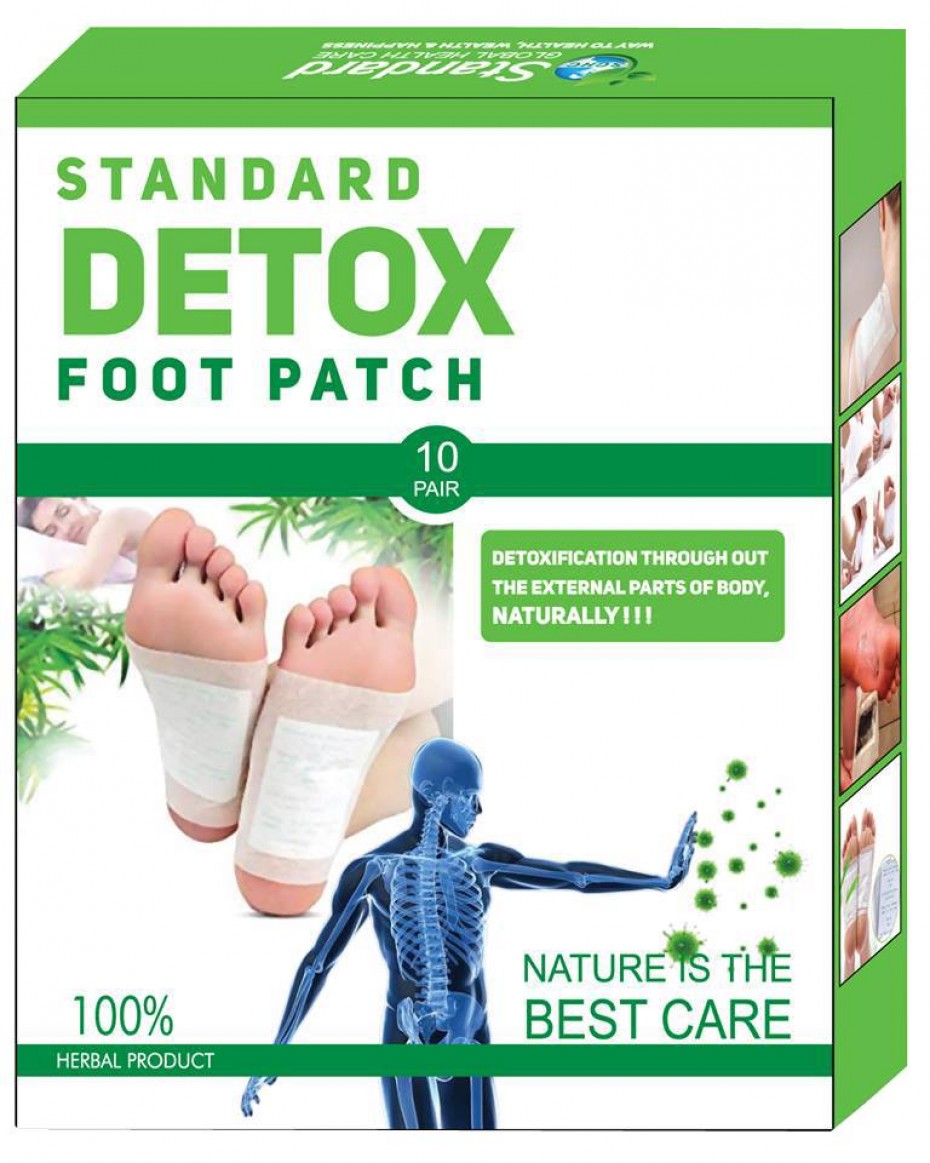 WAY TO HEALTH, WEALTH & HAPPINESS
GLOBAL HEALTH CARE
Standard
SGHC
STANDARD
DETOX
FOOT PATCH
10
PAIR
DETOXIFICATION THROUGH OUT
THE EXTERNAL PARTS OF BODY,
NATURALLY!!!
NATURE IS THE
BEST CARE
100%
HERBAL PRODUCT